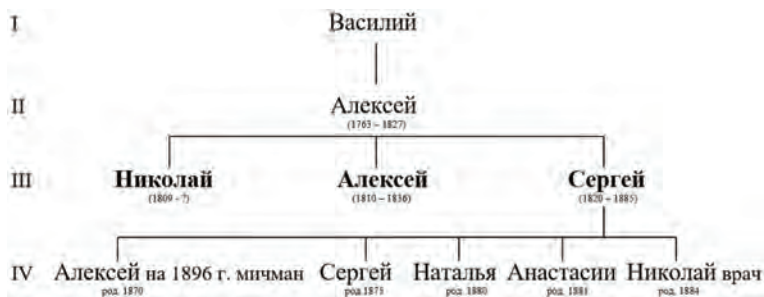 I Василий
II Алексей
(1763 – 1827)
III Николай Алексей Сергей
(1809 - ?) (1810 – 1836) (1820 – 1885)
IV Алексей на 1896 г. мичман Сергей Наталья Анастасии Николай врач
род. 1870 род.1875 род. 1880 род. 1881 род. 1884